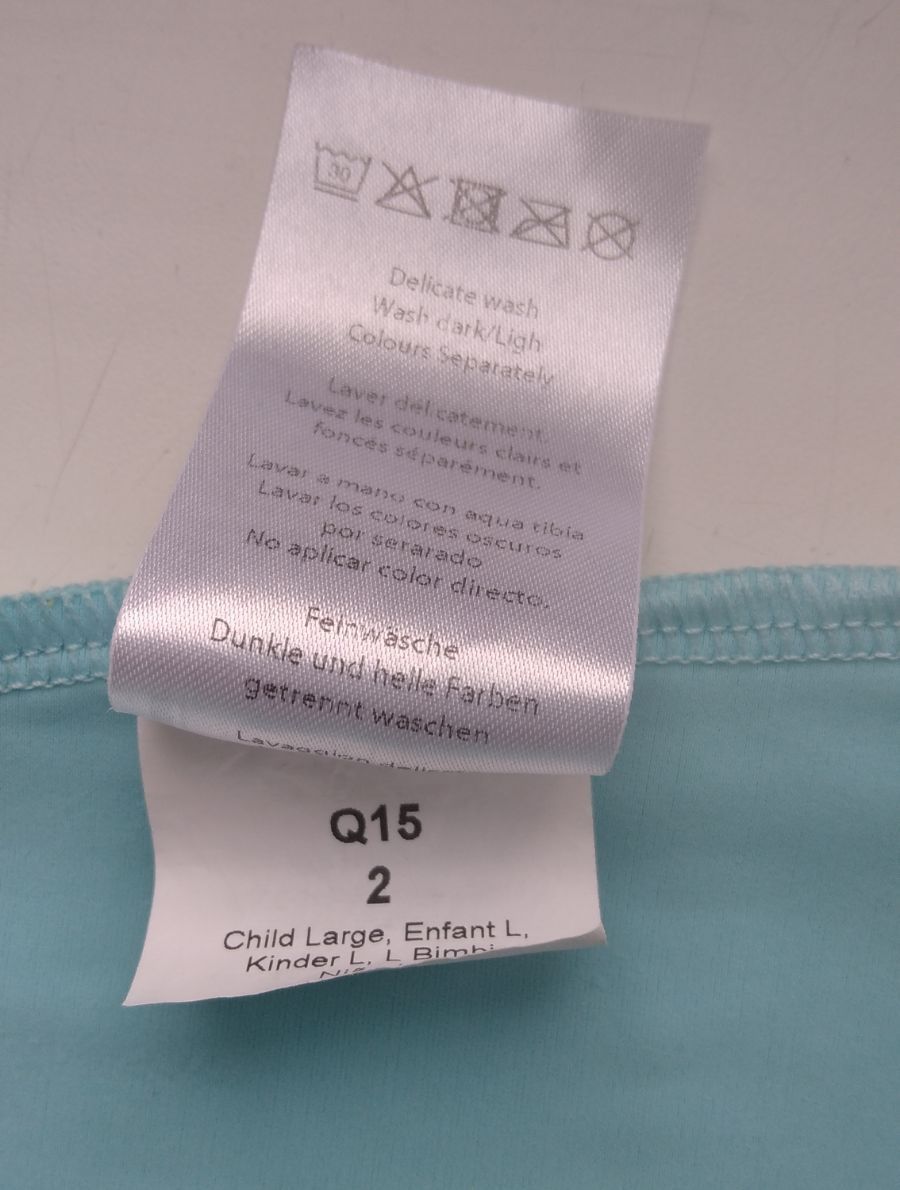 30
Delicate wash
Wash dark/Ligh
Colours Separately
Laver del catement.
Lavez les couleurs clairs et
foncés séparément.
Lavar a mano con aqua tibia
Lavar los colores oscuros
por serarado
No aplicar color directo.
Feinwäsche
Dunkle und helle Farben
getrennt waschen
Q15
2
Child Large, Enfant L,
Kinder L, L Bimbi